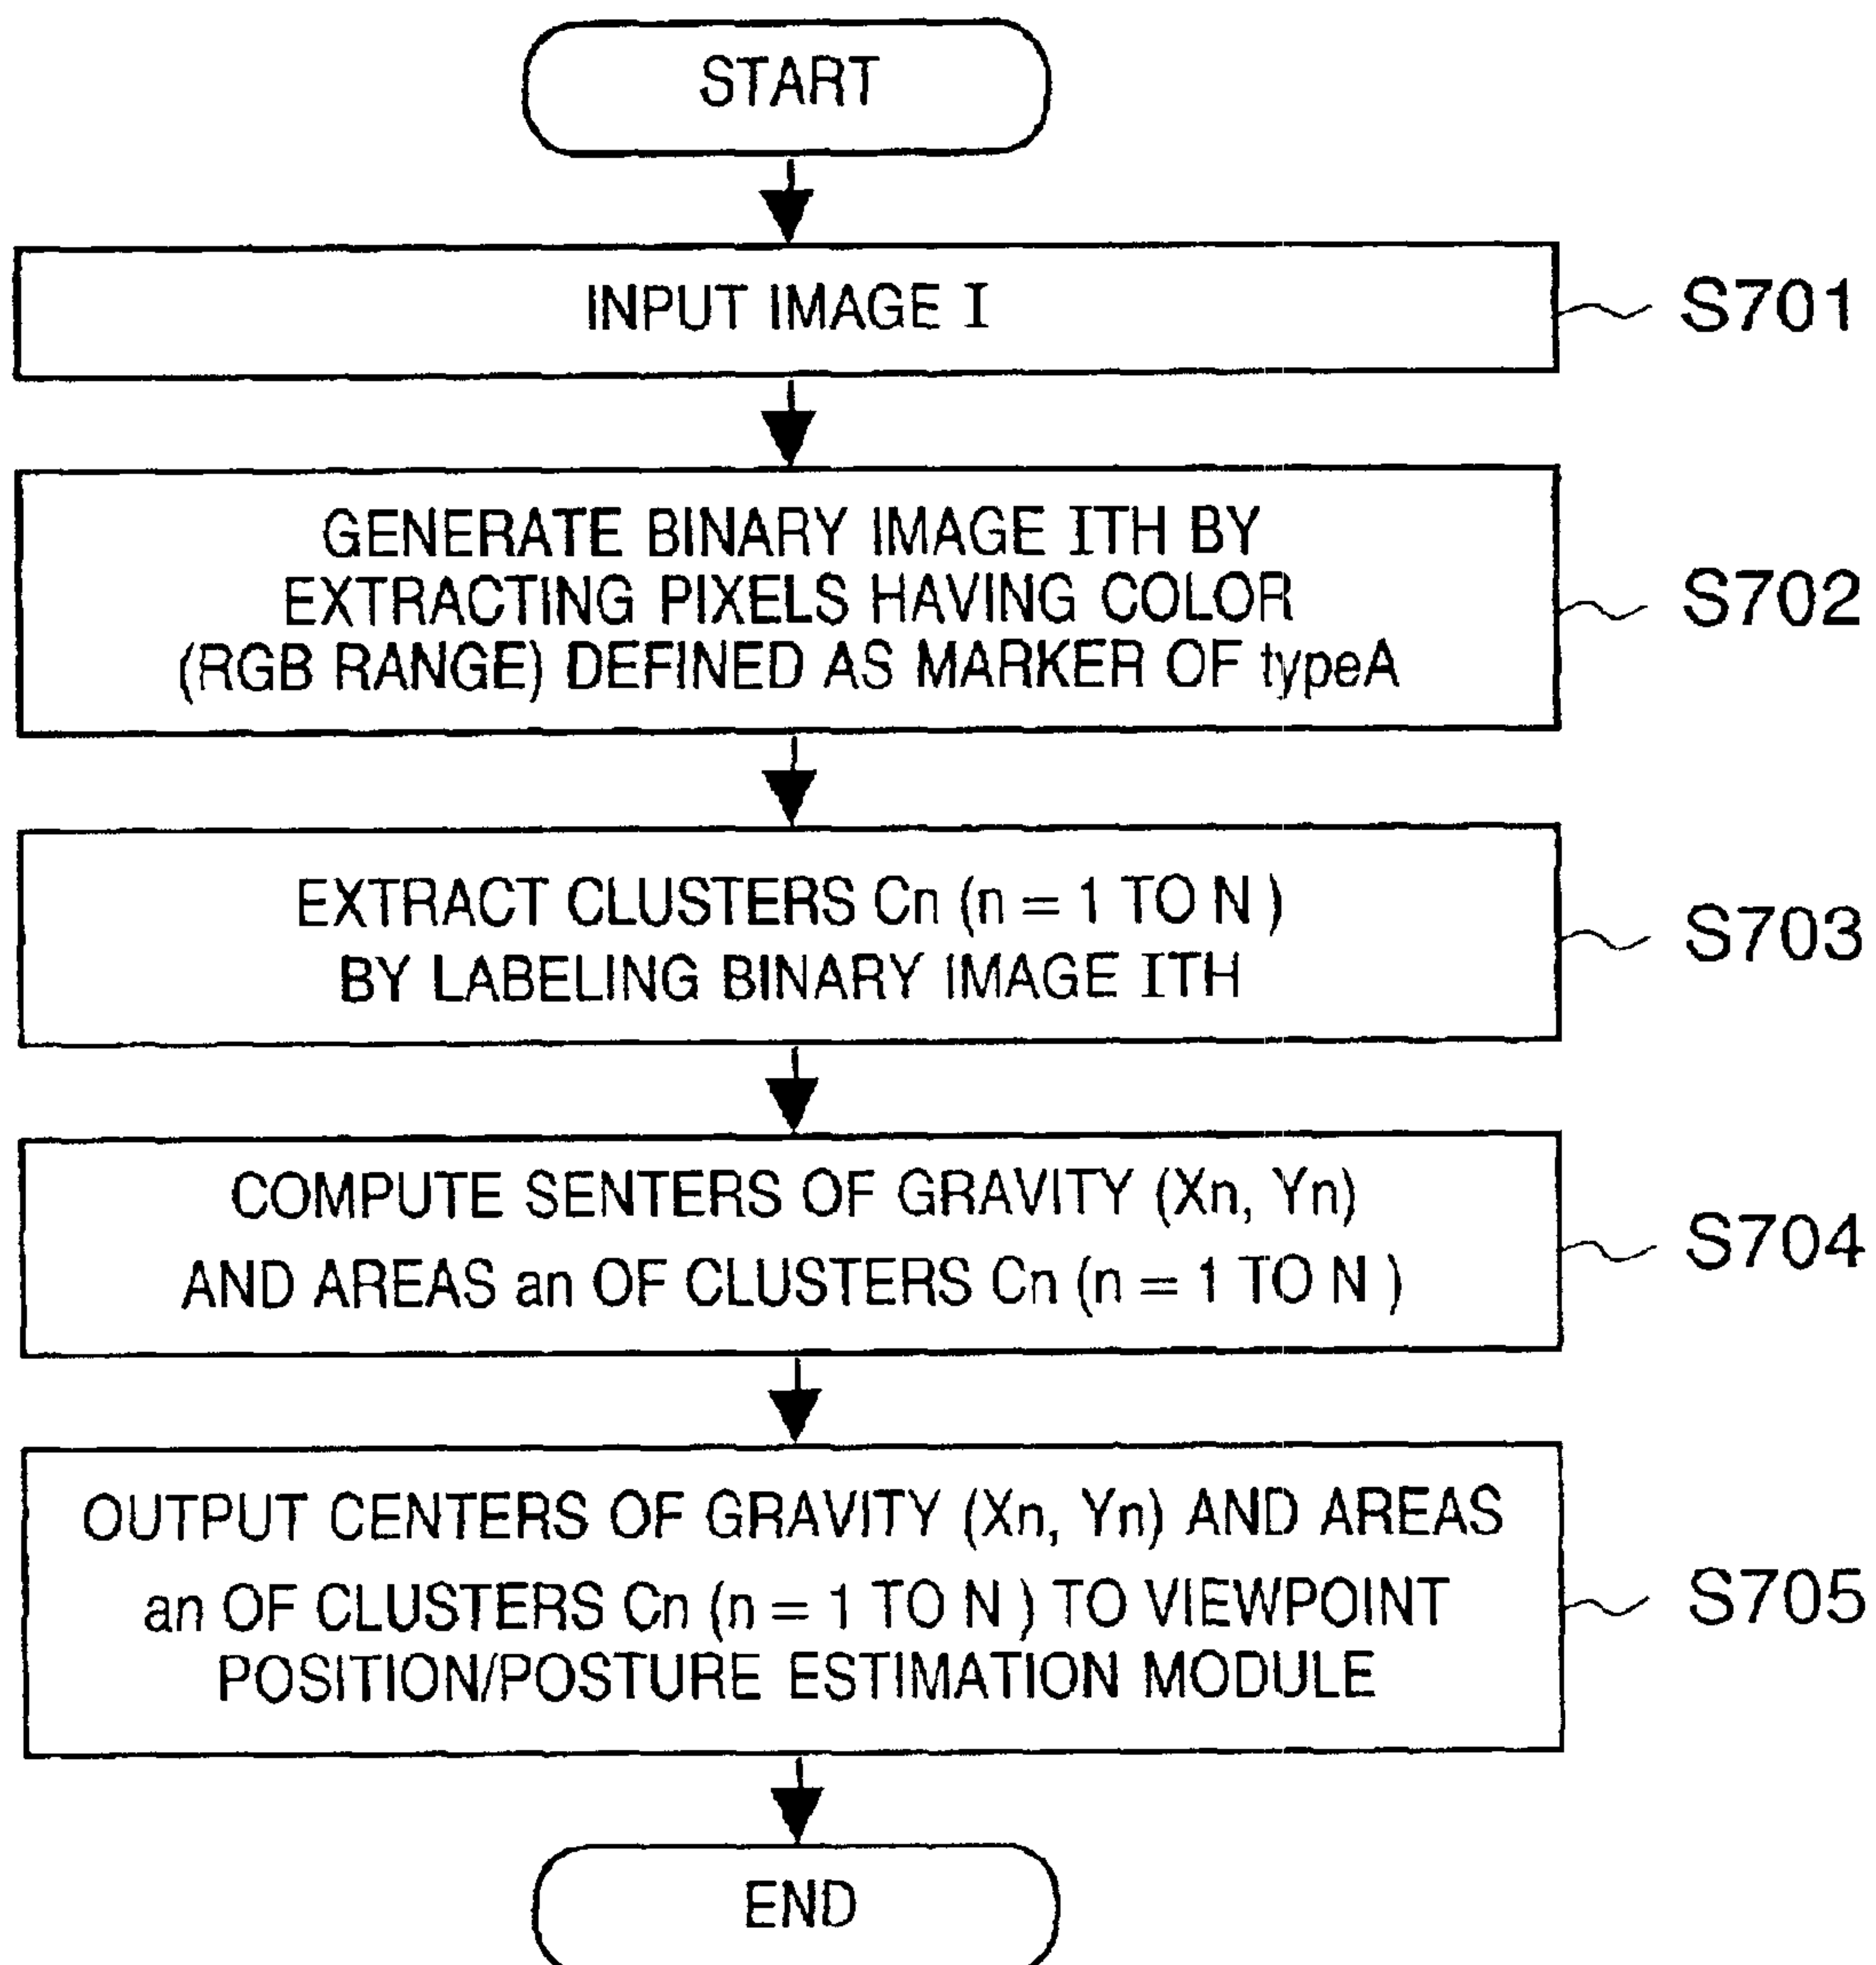 START
INPUT IMAGE I
S701
GENERATE BINARY IMAGE ITH BY
EXTRACTING PIXELS HAVING COLOR
(RGB RANGE) DEFINED AS MARKER OF typeA
S702
EXTRACT CLUSTERS Cn (n = 1 TO N )
BY LABELING BINARY IMAGE ITH
S703
COMPUTE SENTERS OF GRAVITY (Xn, Yn)
AND AREAS an OF CLUSTERS Cn (n = 1 TO N )
S704
OUTPUT CENTERS OF GRAVITY (Xn, Yn) AND AREAS
an OF CLUSTERS Cn (n = 1 TO N ) TO VIEWPOINT
POSITION/POSTURE ESTIMATION MODULE
S705
END